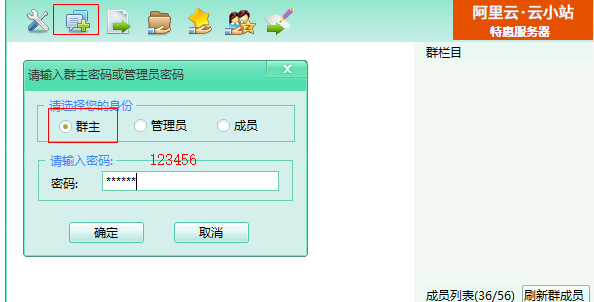 阿里云·云小站
特惠服务器
群栏目
请输入群主密码或管理员密码
请选择您的身份
群主 管理员 成员
请输入密码: 123456
密码: ******
确定 取消
成员列表(36/56) 刷新群成员